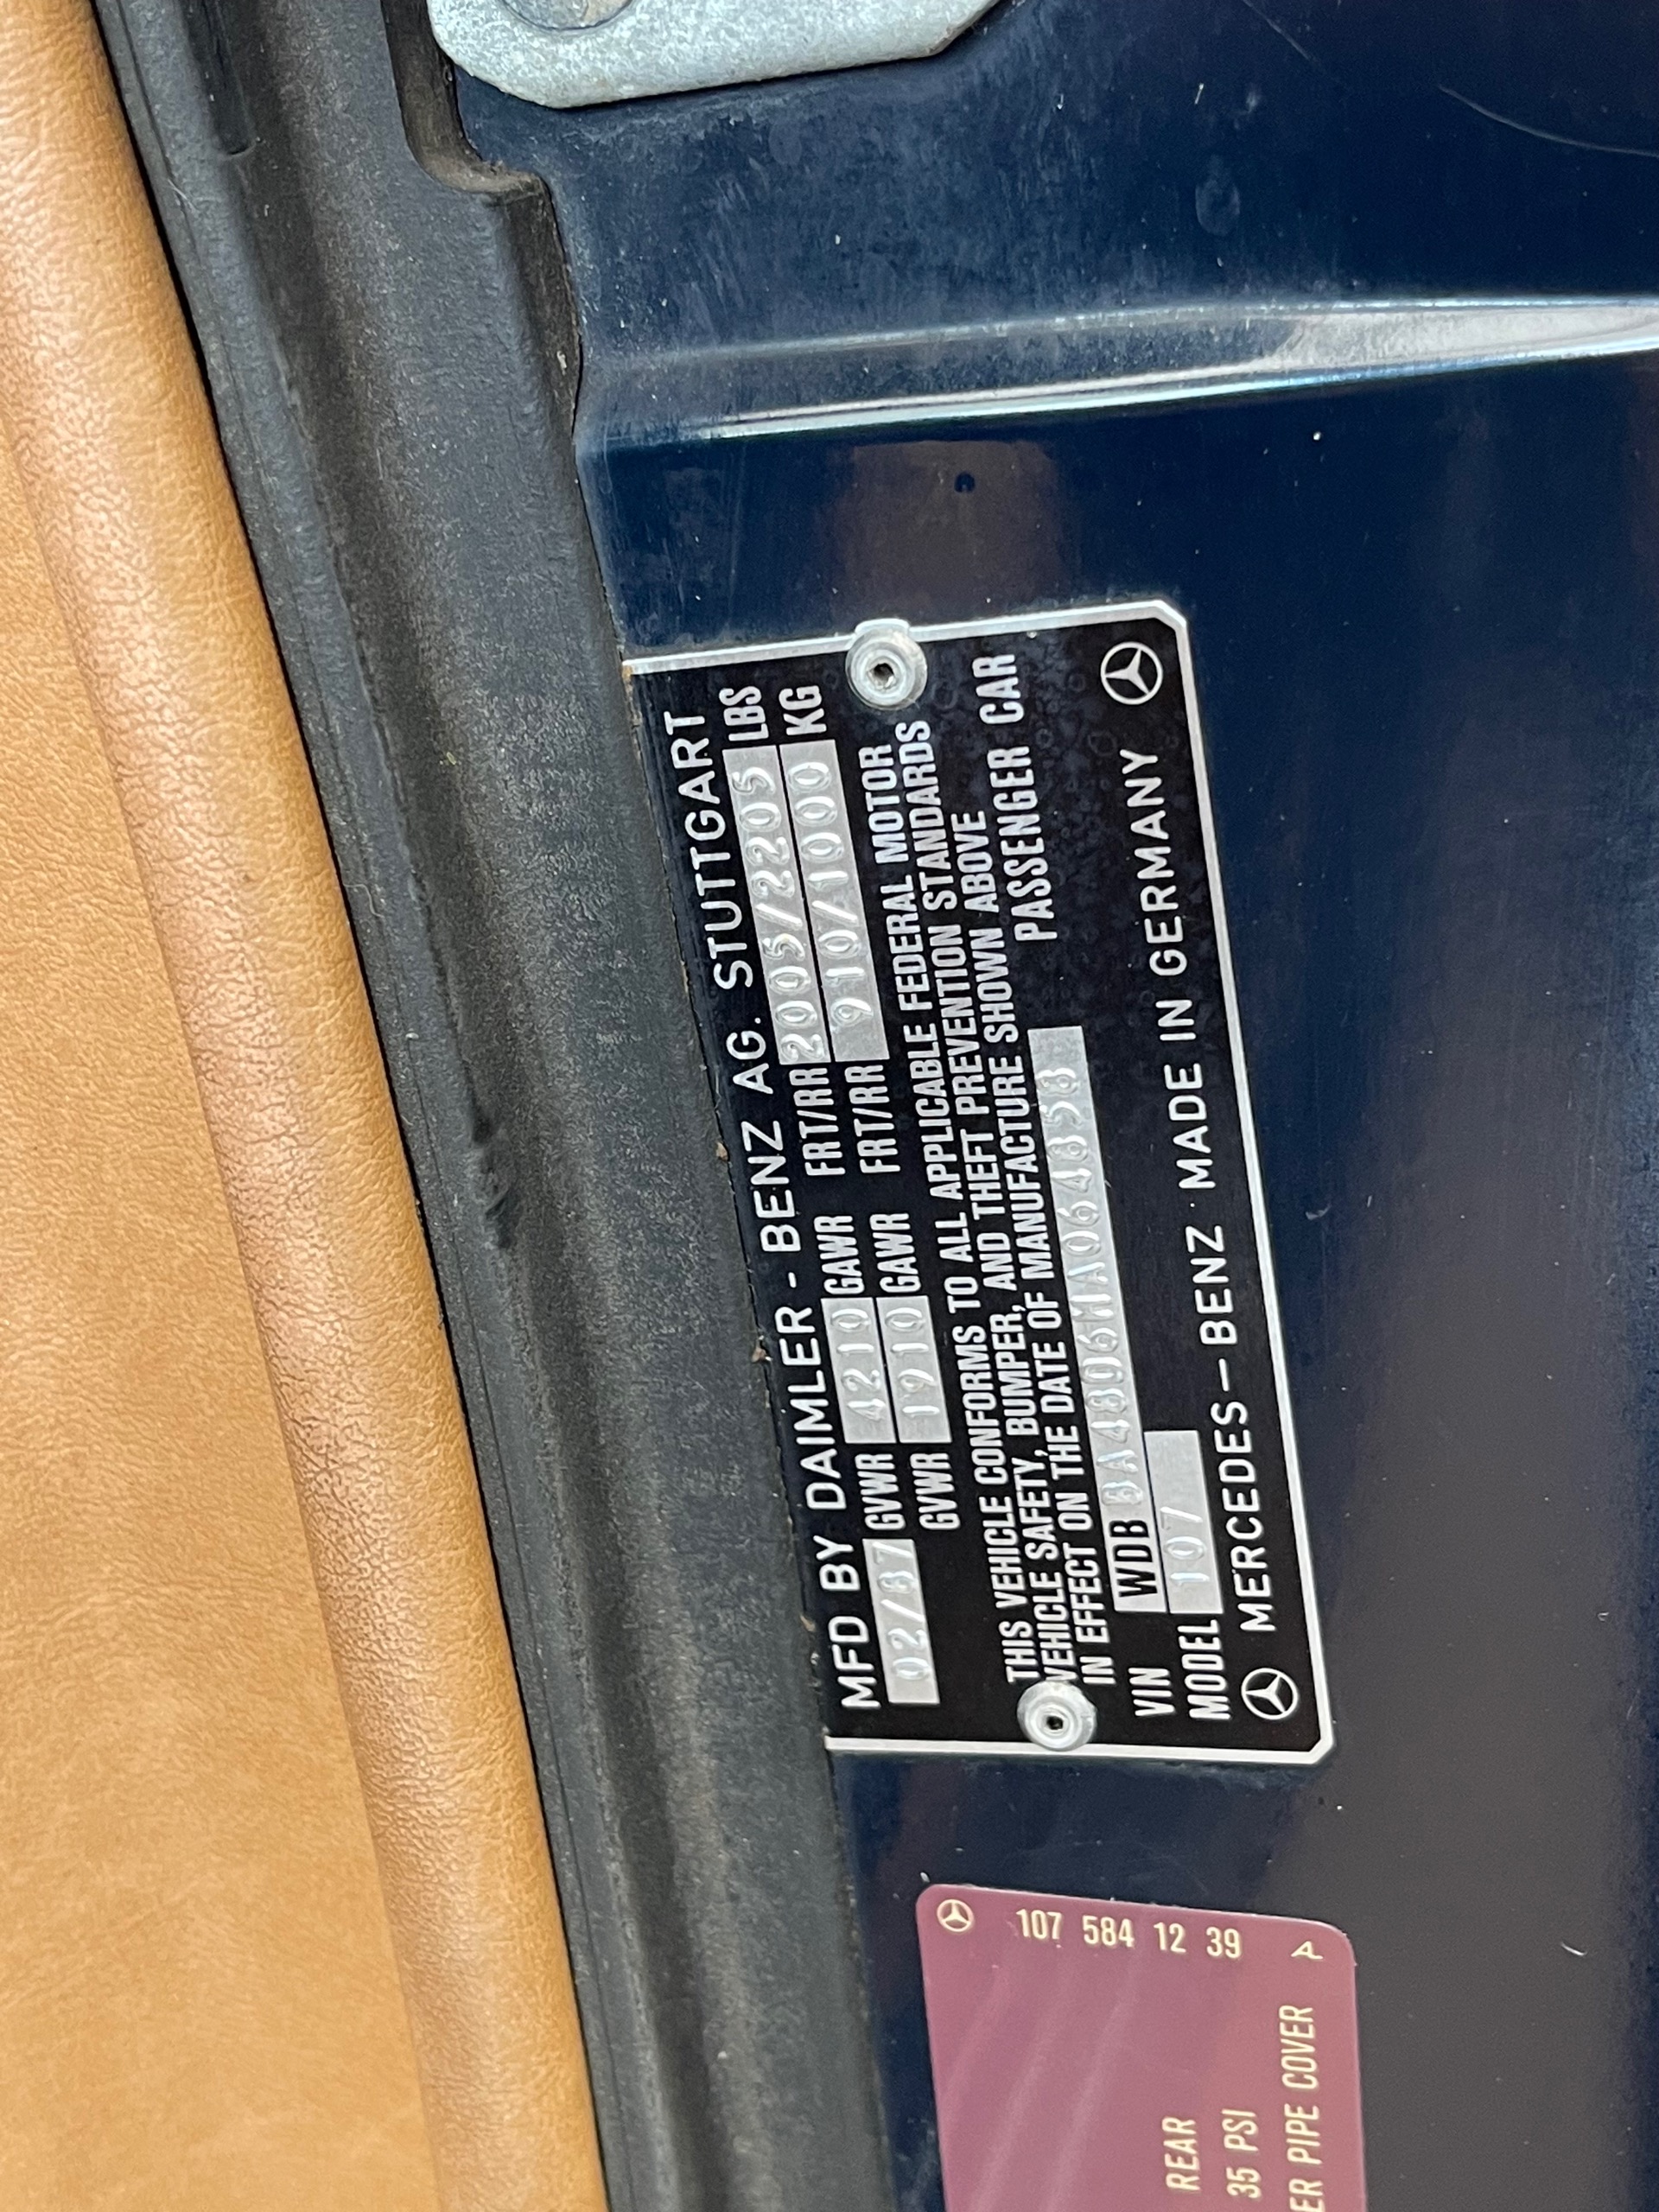 MFD BY DAIMLER - BENZ AG. STUTTGART
02/87 GVWR 4210 GAWR FRT/RR 2005/2205 LBS
GVWR 1910 GAWR FRT/RR 910/1000 KG
THIS VEHICLE CONFORMS TO ALL APPLICABLE FEDERAL MOTOR
VEHICLE SAFETY, BUMPER, AND THEFT PREVENTION STANDARDS
IN EFFECT ON THE DATE OF MANUFACTURE SHOWN ABOVE
VIN WDB BA48D6HA064858 PASSENGER CAR
MODEL 107
MERCEDES-BENZ MADE IN GERMANY
107 584 12 39 A
REAR
35 PSI
PIPE COVER